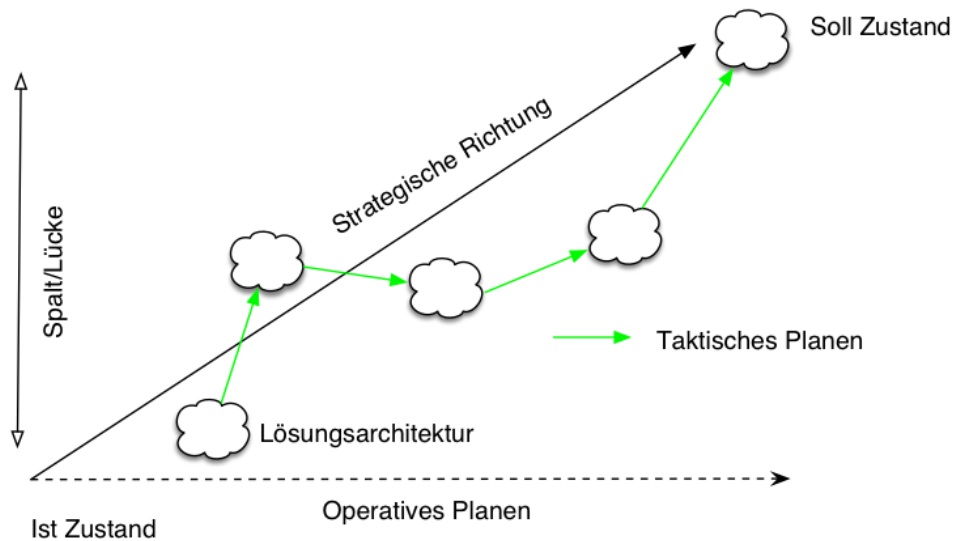 Soll Zustand
Strategische Richtung
Spalt/Lücke
Taktisches Planen
Lösungsarchitektur
Operatives Planen
Ist Zustand